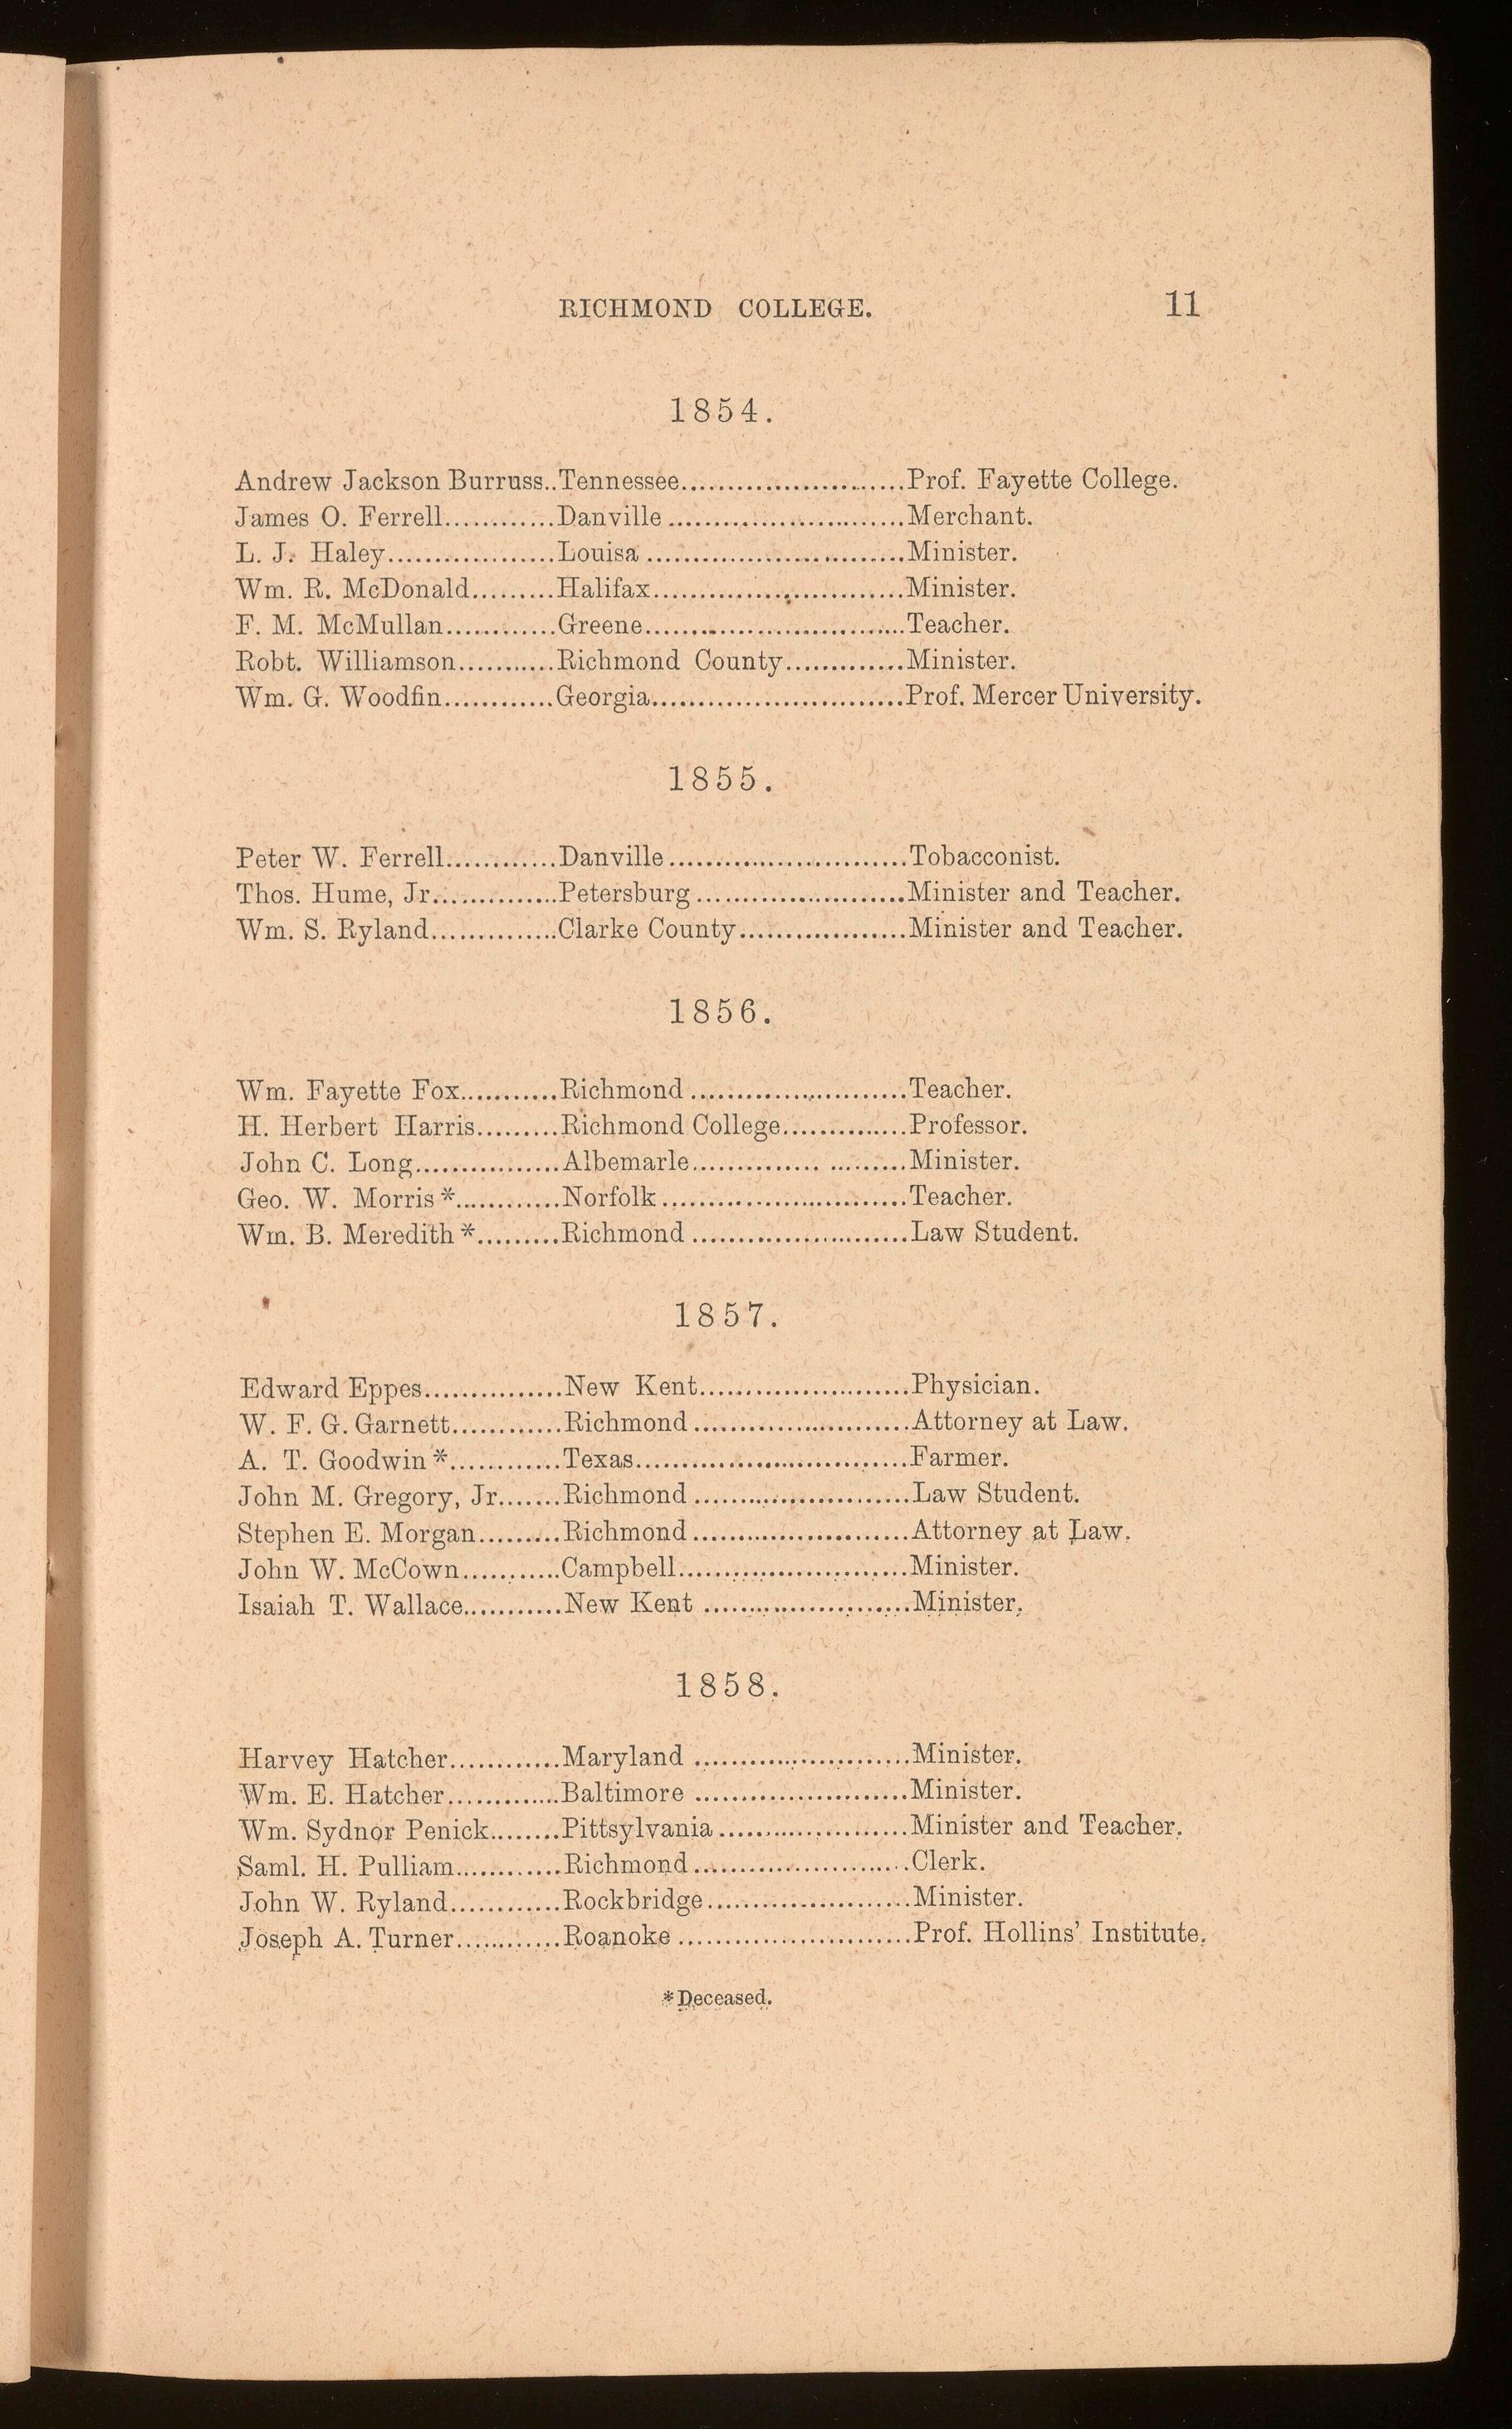 RICHMOND COLLEGE. 11
1854.
Andrew Jackson Burruss..Tennessee........................Prof. Fayette College.
James O. Ferrell............Danville.........................Merchant.
L. J. Haley..................Louisa............................Minister.
Wm. R. McDonald.........Halifax...........................Minister.
F. M. McMullan............Greene............................Teacher.
Robt. Williamson...........Richmond County.............Minister.
Wm. G. Woodfin............Georgia...........................Prof. Mercer University.
1855.
Peter W. Ferrell............Danville..........................Tobacconist.
Thos. Hume, Jr..............Petersburg.......................Minister and Teacher.
Wm. S. Ryland..............Clarke County..................Minister and Teacher.
1856.
Wm. Fayette Fox...........Richmond.......................Teacher.
H. Herbert Harris.........Richmond College..............Professor.
John C. Long................Albemarle.............. .........Minister.
Geo. W. Morris*............Norfolk..........................Teacher.
Wm. B. Meredith*.........Richmond.......................Law Student.
1857.
Edward Eppes...............New Kent.......................Physician.
W. F. G. Garnett............Richmond.......................Attorney at Law.
A. T. Goodwin*............Texas.............................Farmer.
John M. Gregory, Jr.......Richmond.......................Law Student.
Stephen E. Morgan.........Richmond.......................Attorney at Law.
John W. McCown...........Campbell.........................Minister.
Isaiah T. Wallace...........New Kent......................Minister.
1858.
Harvey Hatcher............Maryland.......................Minister.
Wm. E. Hatcher.............Baltimore.......................Minister.
Wm. Sydnor Penick........Pittsylvania....................Minister and Teacher.
Saml. H. Pulliam............Richmond.......................Clerk.
John W. Ryland............Rockbridge......................Minister.
Joseph A. Turner............Roanoke.........................Prof. Hollins' Institute.
*Deceased.